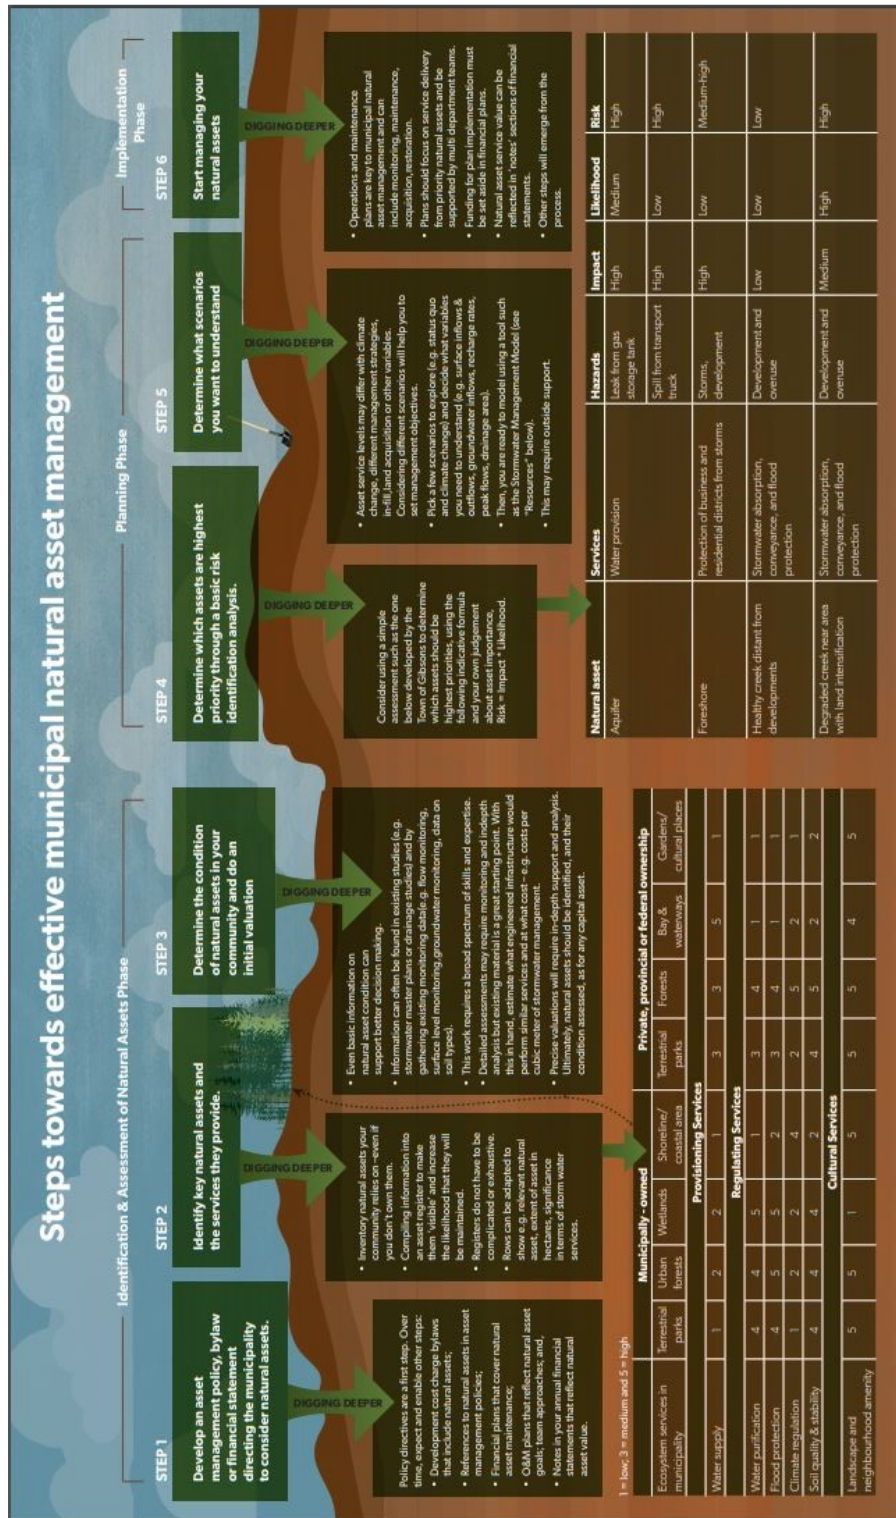 Steps towards effective municipal natural asset management
Identification & Assessment of Natural Assets Phase
Planning Phase
Implementation
Phase
STEP 1
Develop an asset
management policy, bylaw
or financial statement
directing the municipality
to consider natural assets.
DIGGING DEEPER
Policy directives are a first step. Over
time, expect and enable other steps:
• Development cost charge bylaws
that include natural assets;
• References to natural assets in asset
management policies;
• Financial plans that cover natural
asset maintenance;
• O&M plans that reflect natural asset
goals; team approaches; and,
• Notes in your annual financial
statements that reflect natural
asset value.
STEP 2
Identify key natural assets and
the services they provide.
DIGGING DEEPER
• Inventory natural assets your
community relies on –even if
you don't own them.
• Compiling information into
an asset register to make
them 'visible' and increase
the likelihood that they will
be maintained.
• Registers do not have to be
complicated or exhaustive.
• Rows can be adapted to
show e.g. relevant natural
asset, extent of asset in
hectares, significance
in terms of storm water
services.
STEP 3
Determine the condition
of natural assets in your
community and do an
initial valuation
DIGGING DEEPER
• Even basic information on
natural asset condition can
support better decision making.
• Information can often be found in existing studies (e.g.
stormwater master plans or drainage studies) and by
gathering existing monitoring data(e.g. flow monitoring,
surface level monitoring, ground water monitoring, data on
soil types).
• This work requires a broad spectrum of skills and expertise.
• Detailed assessments may require monitoring and indepth
analysis but existing material is a great starting point. With
this in hand, estimate what engineered infrastructure would
perform similar services and at what cost – e.g. costs per
cubic meter of stormwater management.
• Precise valuations will require in-depth support and analysis.
Ultimately, natural assets should be identified, and their
condition assessed, as for any capital asset.
STEP 4
Determine which assets are highest
priority through a basic risk
identification analysis.
DIGGING DEEPER
Consider using a simple
assessment such as the one
below developed by the
Town of Gibsons to determine
which assets should be
highest priorities, using the
following indicative formula
and your own judgement
about asset importance.
Risk = Impact * Likelihood.
STEP 5
Determine what scenarios
you want to understand
DIGGING DEEPER
• Asset service levels may differ with climate
change, different management strategies,
in-fill,land acquisition or other variables.
Considering different scenarios will help you to
set management objectives.
• Pick a few scenarios to explore (e.g. status quo
and climate change) and decide what variables
you need to understand (e.g. surface inflows &
outflows, groundwater inflows, recharge rates,
peak flows, drainage area).
• Then, you are ready to model using a tool such
as the Stormwater Management Model (see
"Resources" below).
• This may require outside support.
STEP 6
Start managing your
natural assets
DIGGING DEEPER
• Operations and maintenance
plans are key to municipal natural
asset management and can
include monitoring, maintenance,
acquisition,restoration.
• Plans should focus on service delivery
from priority natural assets and be
supported by multi department teams.
• Funding for plan implementation must
be set aside in financial plans.
• Natural asset service value can be
reflected in 'notes' sections of financial
statements.
• Other steps will emerge from the
process.
1 = low; 3 = medium and 5 = high
Municipally - owned Private, provincial or federal ownership
Ecosystem services in municipality Terrestrial parks Urban forests Wetlands Shoreline/ coastal area Terrestrial parks Forests Bay & waterways Gardens/ cultural places
Provisioning Services
Water supply 1 2 2 1 3 3 5 1
Regulating Services
Water purification 4 4 5 1 3 4 1 1
Flood protection 4 5 5 2 3 4 1 1
Climate regulation 1 2 2 4 2 5 2 1
Soil quality & stability 4 4 4 2 4 5 2 2
Cultural Services
Landscape and neighbourhood amenity 5 5 1 5 5 5 4 5
Natural asset Services Hazards Impact Likelihood Risk
Aquifer Water provision Leak from gas storage tank High Medium High
Spill from transport truck High Low High
Foreshore Protection of business and residential districts from storms Storms, development High Low Medium-high
Healthy creek distant from developments Stormwater absorption, conveyance, and flood protection Development and overuse Low Low Low
Degraded creek near area with land intensification Stormwater absorption, conveyance, and flood protection Development and overuse Medium High High